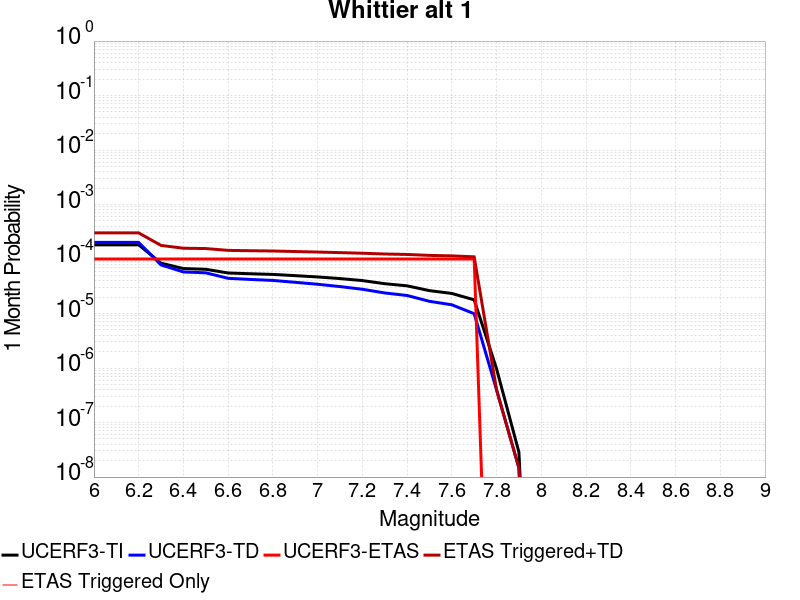 Whittier alt 1
10^0
10^-1
10^-2
10^-3
10^-4
10^-5
10^-6
10^-7
10^-8
1 Month Probability
6 6.2 6.4 6.6 6.8 7 7.2 7.4 7.6 7.8 8 8.2 8.4 8.6 8.8 9
Magnitude
UCERF3-TI UCERF3-TD UCERF3-ETAS ETAS Triggered+TD
ETAS Triggered Only